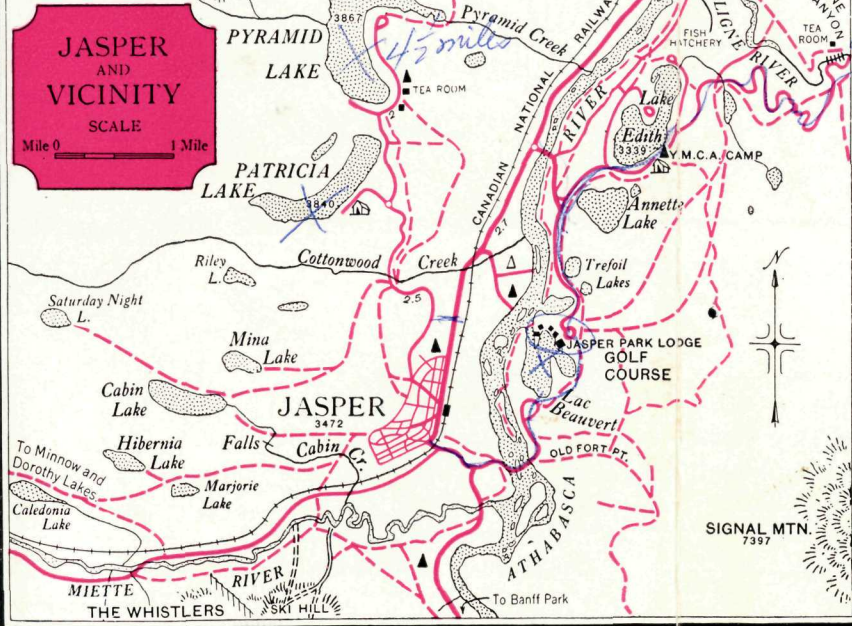 JASPER
AND
VICINITY
SCALE
Mile 0 1 Mile
3867
PYRAMID
LAKE
4½ miles
Pyramid Creek
TEA ROOM
2
PATRICIA
LAKE
3840
CANADIAN NATIONAL RAILWAY
RIVER
FISH
HATCHERY
LIGNE RIVER
TEA
ROOM
Lake
Edith
3339
Y.M.C.A. CAMP
Annette
Lake
2.7
Cottonwood Creek
Riley
L.
Trefoil
Lakes
N
2.5
Saturday Night
L.
Mina
Lake
JASPER PARK LODGE
GOLF
COURSE
Cabin
Lake
JASPER
3472
Lac
Beauvert
Falls
Cabin Cr.
Hibernia
Lake
OLD FORT PT.
To Minnow and
Dorothy Lakes
Marjorie
Lake
Caledonia
Lake
ATHABASCA
SIGNAL MTN.
7397
MIETTE RIVER
THE WHISTLERS
SKI HILL
To Banff Park